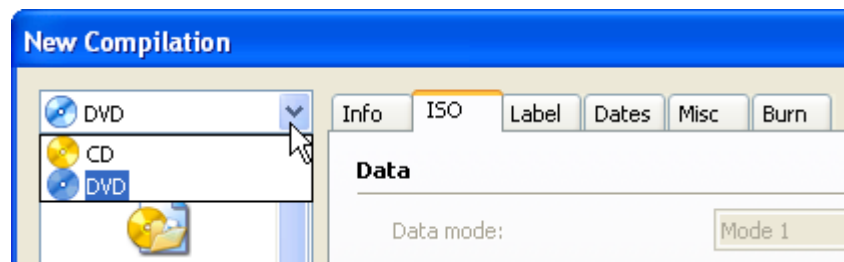 New Compilation
DVD
Info ISO Label Dates Misc Burn
CD
DVD
Data
Data mode: Mode 1